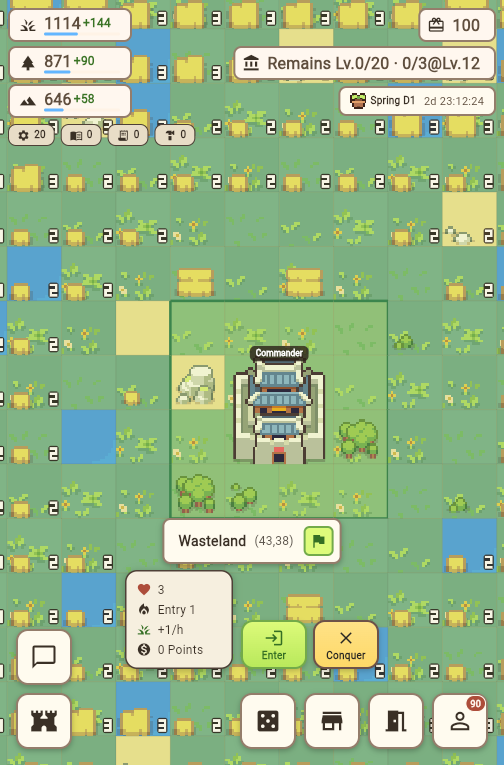 1114 +144
100
871 +90
Remains Lv.0/20 · 0/3@Lv.12
646 +58
Spring D1 2d 23:12:24
20 0 0 0
Commander
Wasteland (43,38)
3
Entry 1
+1/h
0 Points
Enter
Conquer
90